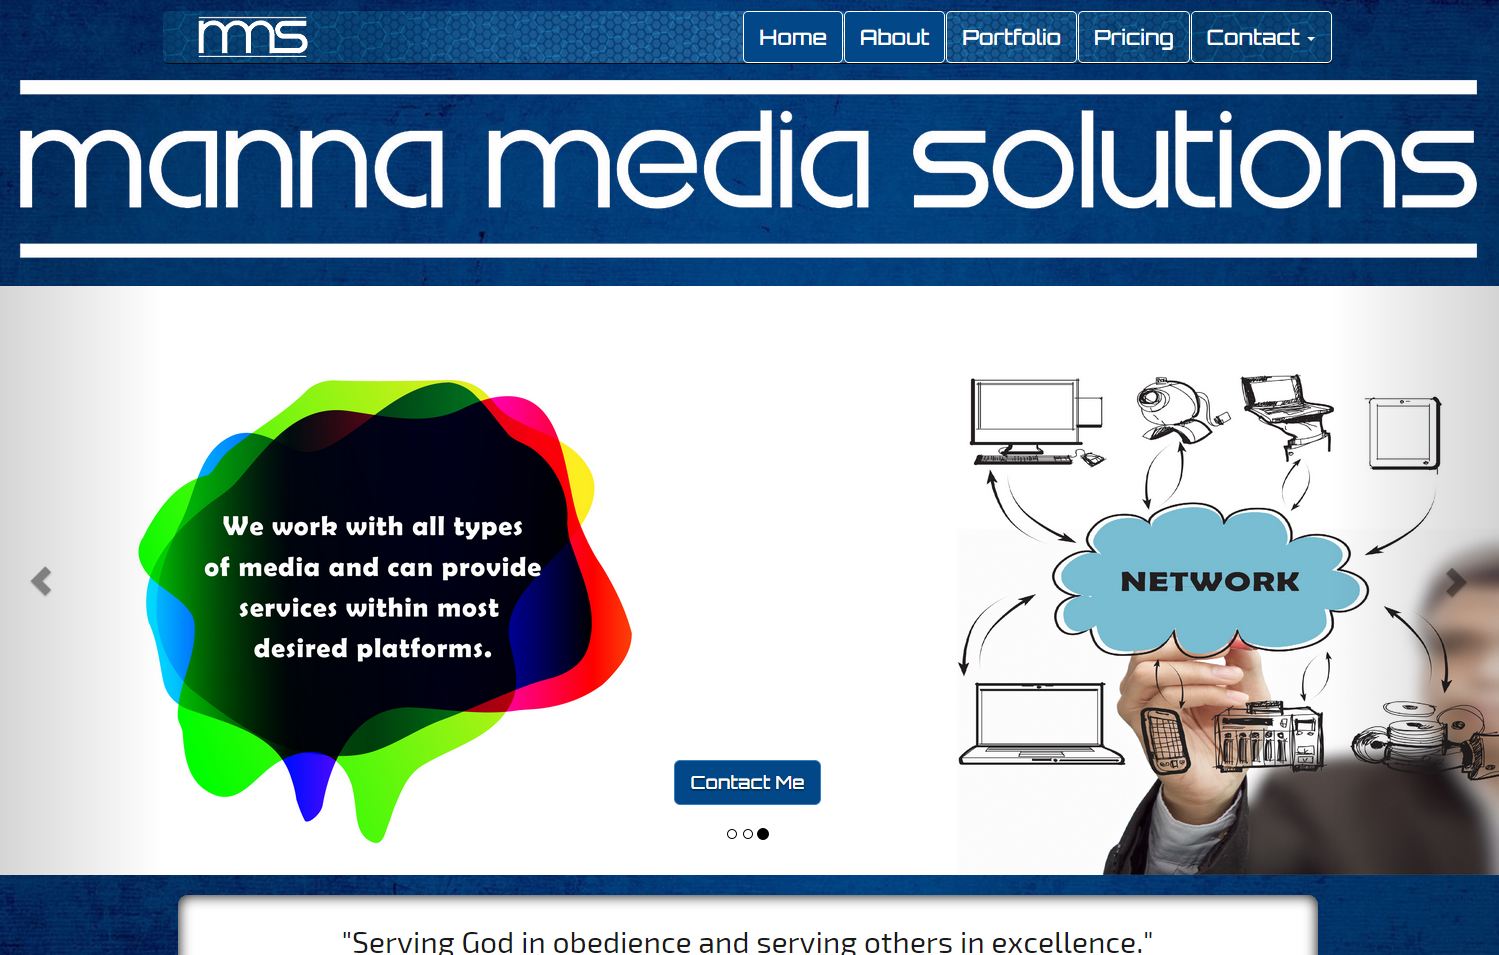 mms
Home About Portfolio Pricing Contact
manna media solutions
We work with all types
of media and can provide
services within most
desired platforms.
NETWORK
Contact Me
"Serving God in obedience and serving others in excellence."